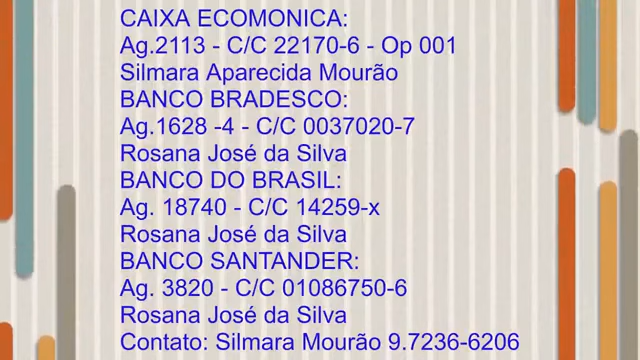 CAIXA ECOMONICA:
Ag.2113 - C/C 22170-6 - Op 001
Silmara Aparecida Mourão
BANCO BRADESCO:
Ag.1628 -4 - C/C 0037020-7
Rosana José da Silva
BANCO DO BRASIL:
Ag. 18740 - C/C 14259-x
Rosana José da Silva
BANCO SANTANDER:
Ag. 3820 - C/C 01086750-6
Rosana José da Silva
Contato: Silmara Mourão 9.7236-6206